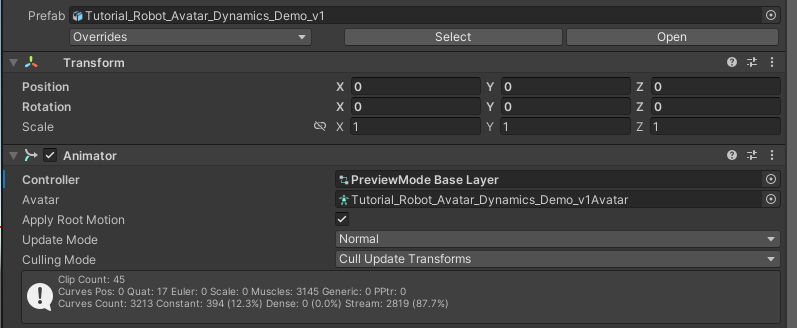 Prefab Tutorial_Robot_Avatar_Dynamics_Demo_v1
Overrides Select Open
Transform
Position X 0 Y 0 Z 0
Rotation X 0 Y 0 Z 0
Scale X 1 Y 1 Z 1
Animator
Controller PreviewMode Base Layer
Avatar Tutorial_Robot_Avatar_Dynamics_Demo_v1Avatar
Apply Root Motion
Update Mode Normal
Culling Mode Cull Update Transforms
Clip Count: 45
Curves Pos: 0 Quat: 17 Euler: 0 Scale: 0 Muscles: 3145 Generic: 0 PPtr: 0
Curves Count: 3213 Constant: 394 (12.3%) Dense: 0 (0.0%) Stream: 2819 (87.7%)